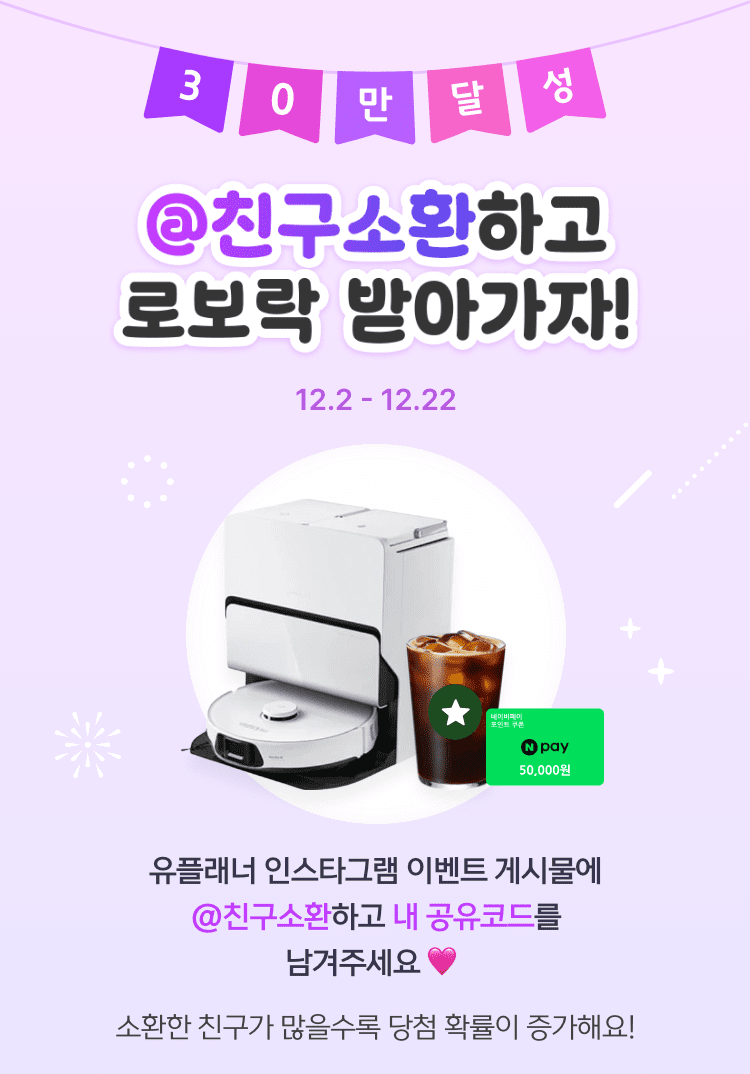 30만달성
@친구소환하고
로보락 받아가자!
12.2 - 12.22
네이버페이
포인트 쿠폰
N pay
50,000원
유플래너 인스타그램 이벤트 게시물에
@친구소환하고 내 공유코드를
남겨주세요
소환한 친구가 많을수록 당첨 확률이 증가해요!